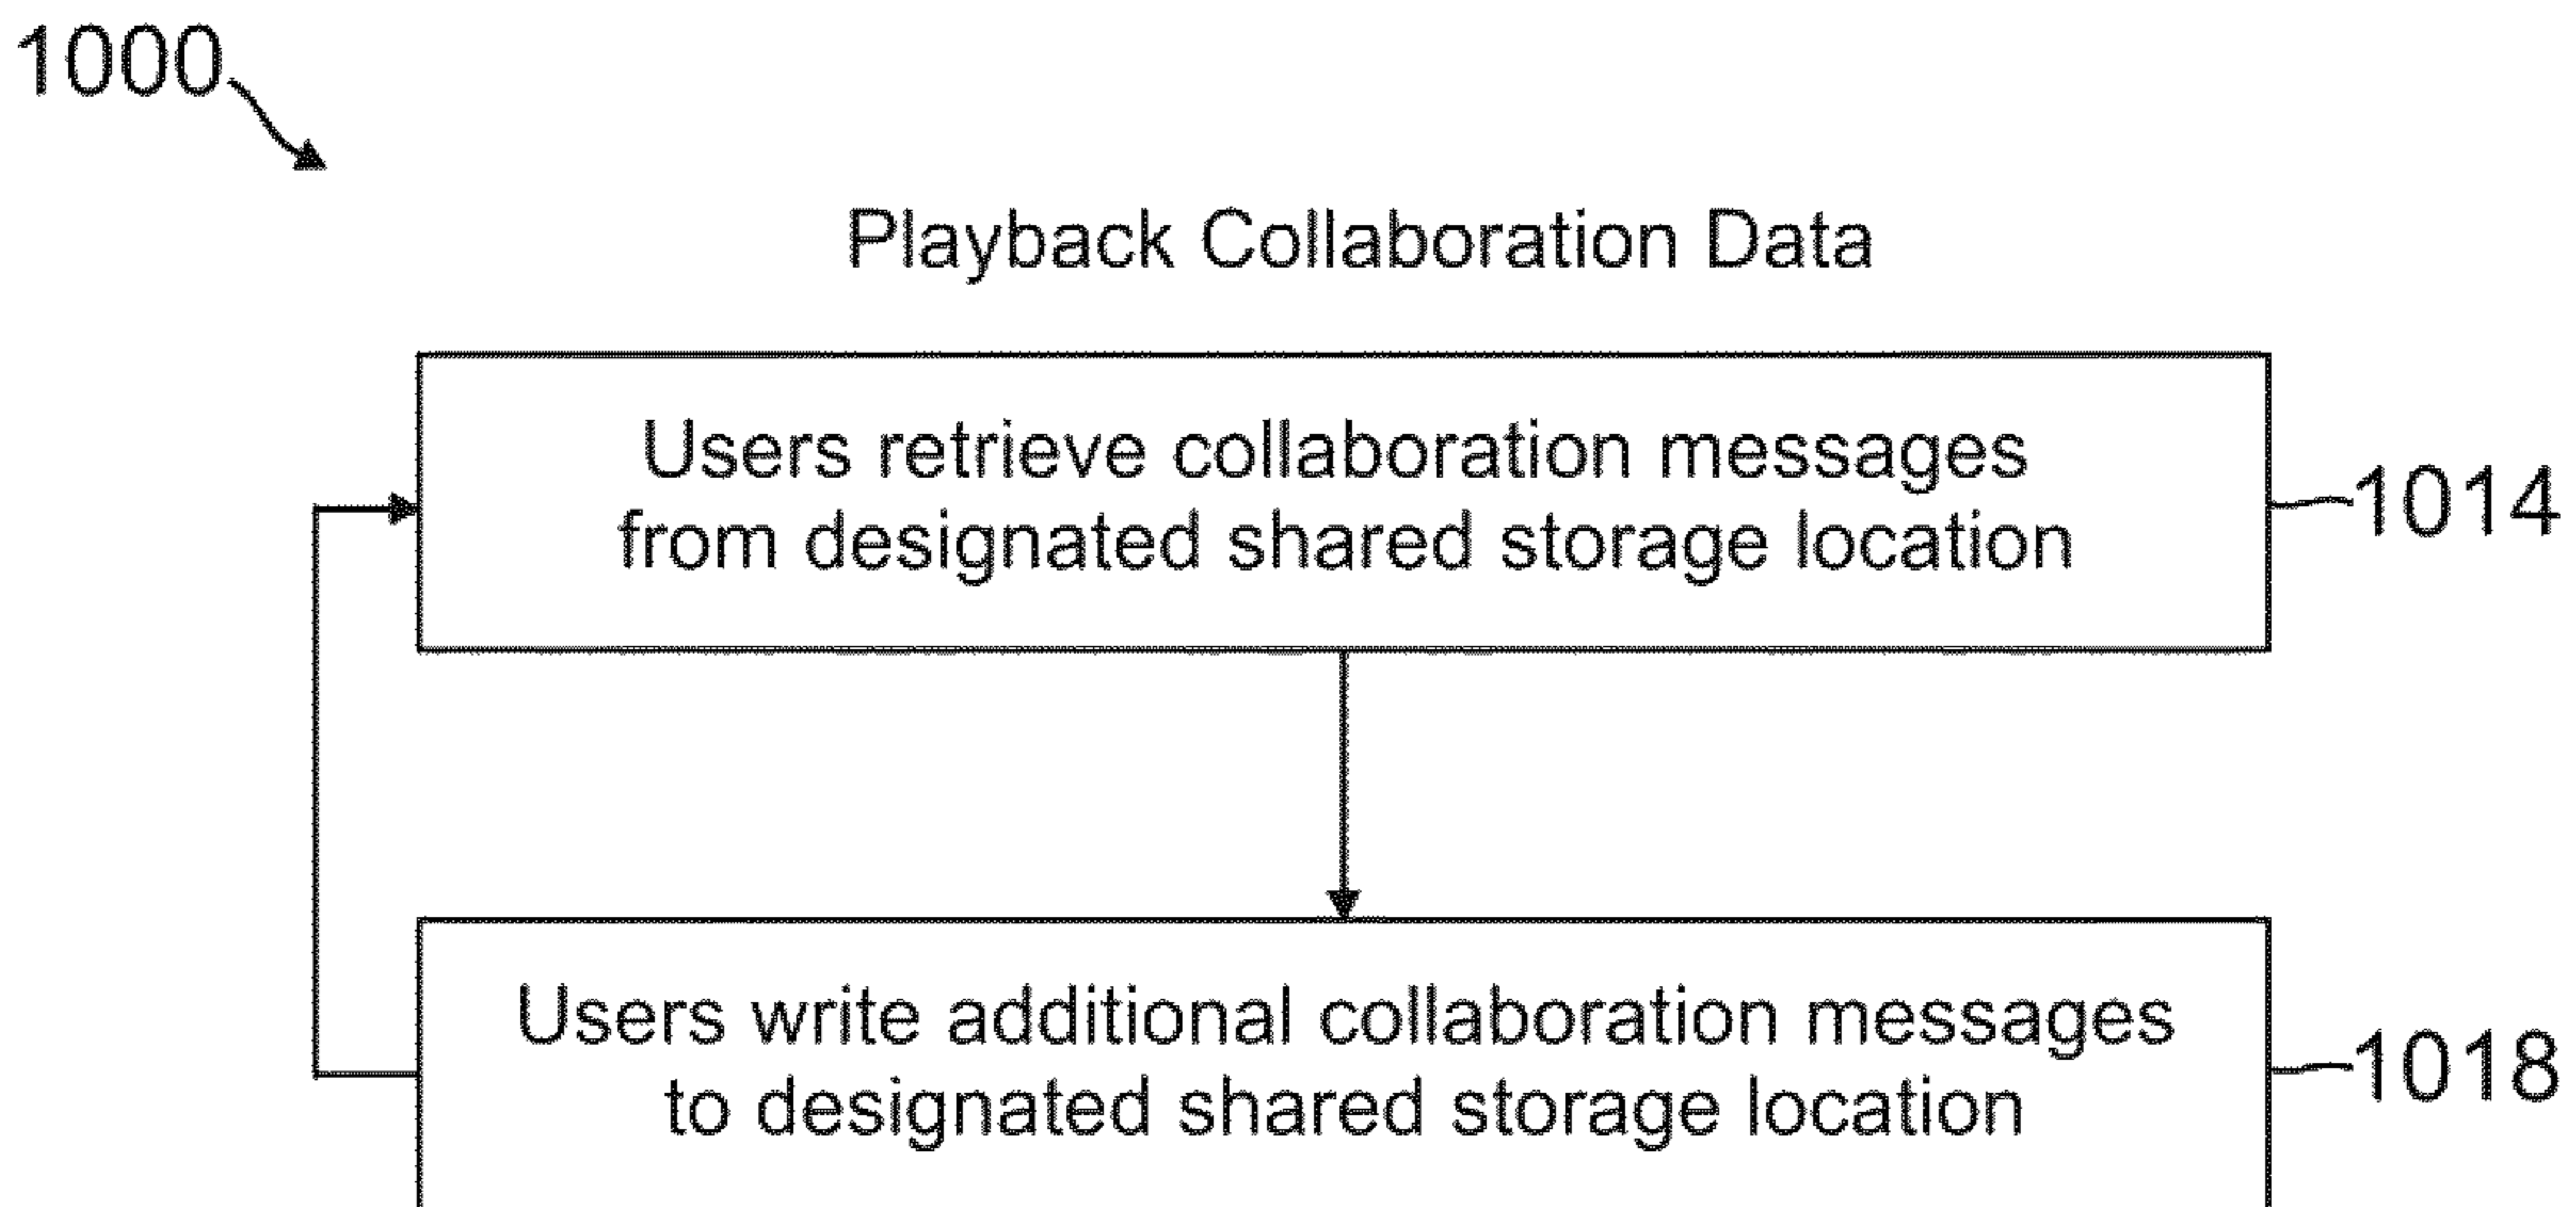 1000
Playback Collaboration Data
Users retrieve collaboration messages
from designated shared storage location
1014
Users write additional collaboration messages
to designated shared storage location
1018